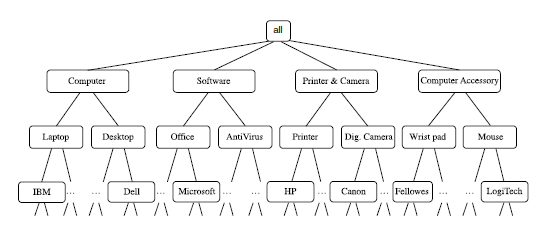 all
Computer Software Printer & Camera Computer Accessory
Laptop Desktop Office AntiVirus Printer Dig. Camera Wrist pad Mouse
IBM ... ... Dell ... Microsoft ... ... HP ... Canon ... Fellowes ... ... LogiTech